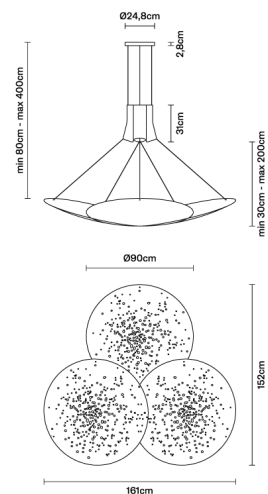 Ø24,8cm
2,8cm
min 80cm - max 400cm
31cm
min 30cm - max 200cm
Ø90cm
152cm
161cm